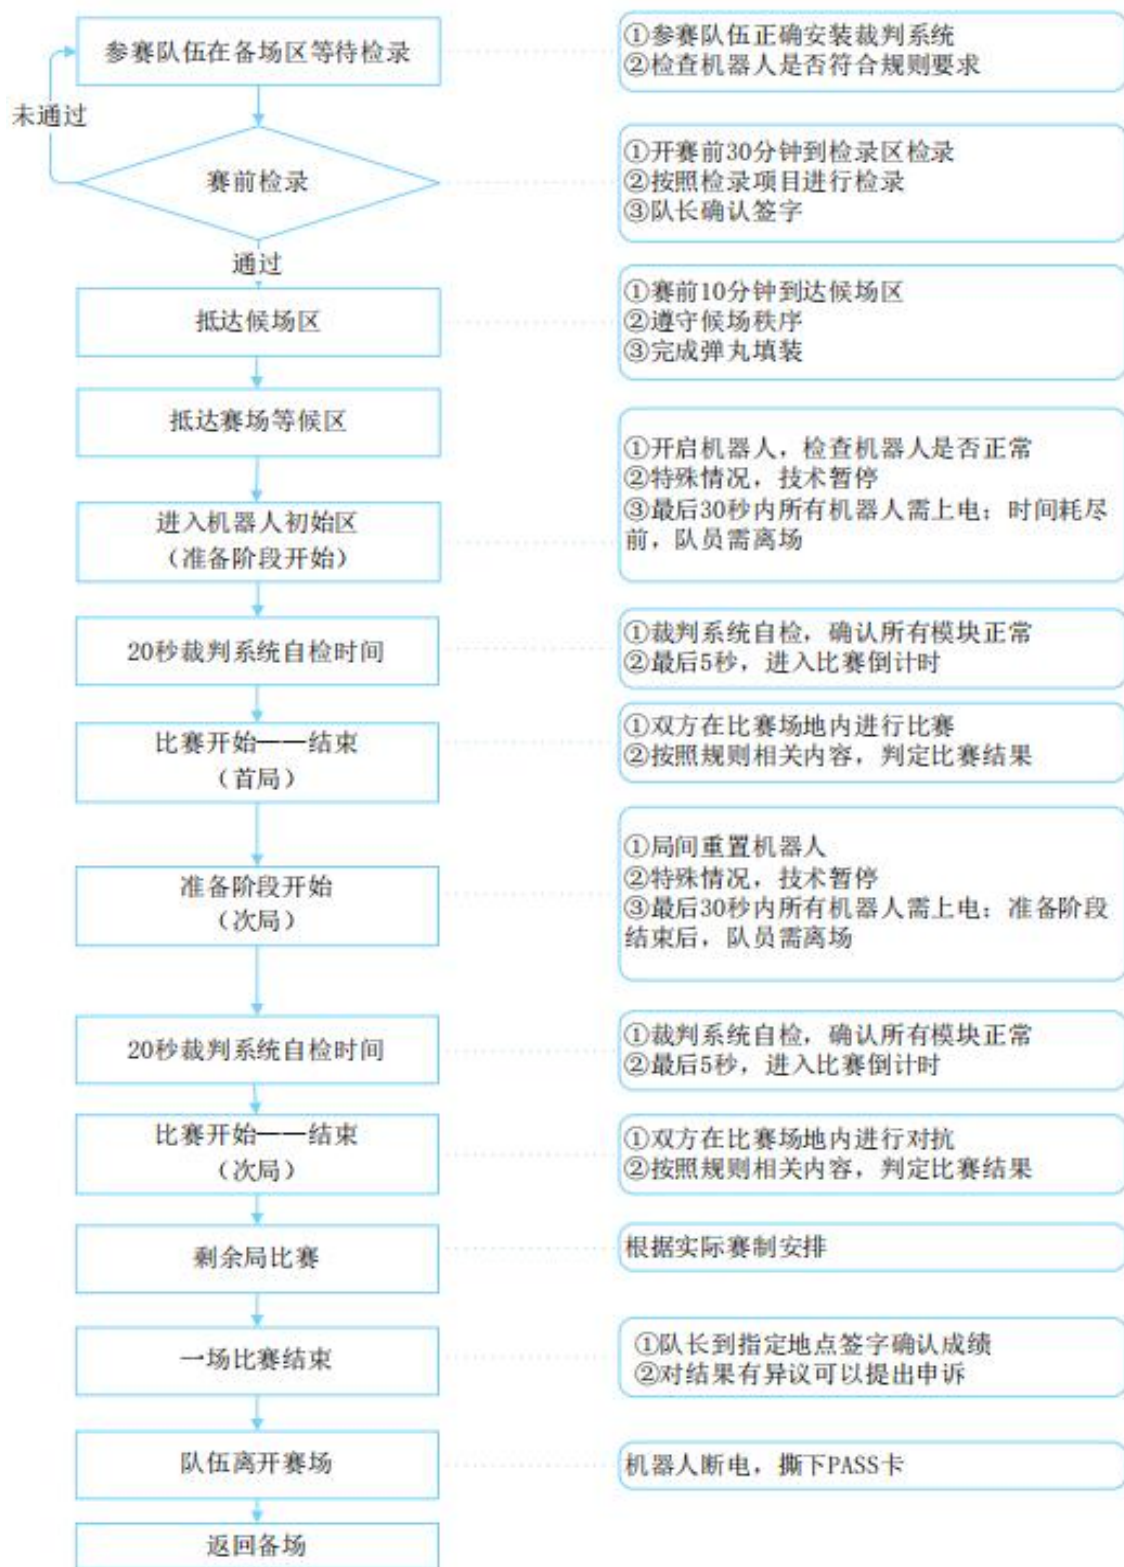 参赛队伍在备场区等待检录
①参赛队伍正确安装裁判系统
②检查机器人是否符合规则要求
未通过
赛前检录
①开赛前30分钟到检录区检录
②按照检录项目进行检录
③队长确认签字
通过
抵达候场区
①赛前10分钟到达候场区
②遵守候场秩序
③完成弹丸填装
抵达赛场等候区
进入机器人初始区
（准备阶段开始）
①开启机器人，检查机器人是否正常
②特殊情况，技术暂停
③最后30秒内所有机器人需上电；时间耗尽
前，队员需离场
20秒裁判系统自检时间
①裁判系统自检，确认所有模块正常
②最后5秒，进入比赛倒计时
比赛开始——结束
（首局）
①双方在比赛场地内进行比赛
②按照规则相关内容，判定比赛结果
准备阶段开始
（次局）
①局间重置机器人
②特殊情况，技术暂停
③最后30秒内所有机器人需上电；准备阶段
结束后，队员需离场
20秒裁判系统自检时间
①裁判系统自检，确认所有模块正常
②最后5秒，进入比赛倒计时
比赛开始——结束
（次局）
①双方在比赛场地内进行对抗
②按照规则相关内容，判定比赛结果
剩余局比赛
根据实际赛制安排
一场比赛结束
①队长到指定地点签字确认成绩
②对结果有异议可以提出申诉
队伍离开赛场
机器人断电，撕下PASS卡
返回备场